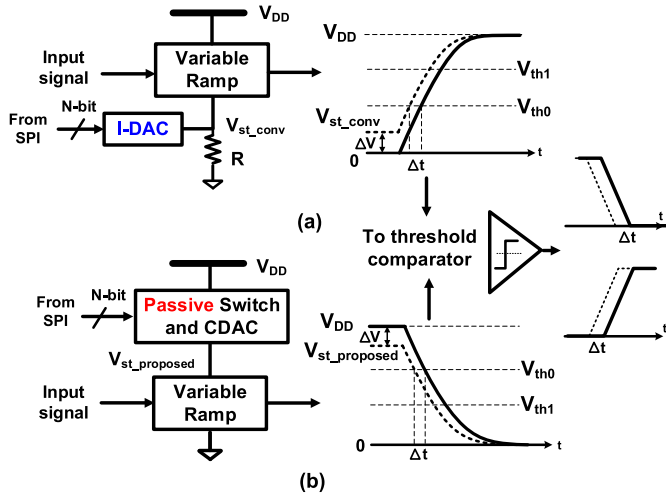 (a)
V_DD
Input signal
Variable Ramp
From SPI
N-bit
I-DAC
V_st_conv
R
V_DD
V_th1
V_th0
V_st_conv
ΔV
0
Δt
t
(b)
V_DD
From SPI
N-bit
Passive Switch and CDAC
V_st_proposed
Input signal
Variable Ramp
To threshold comparator
V_DD
ΔV
V_st_proposed
V_th0
V_th1
0
Δt
t
t
Δt
t
Δt